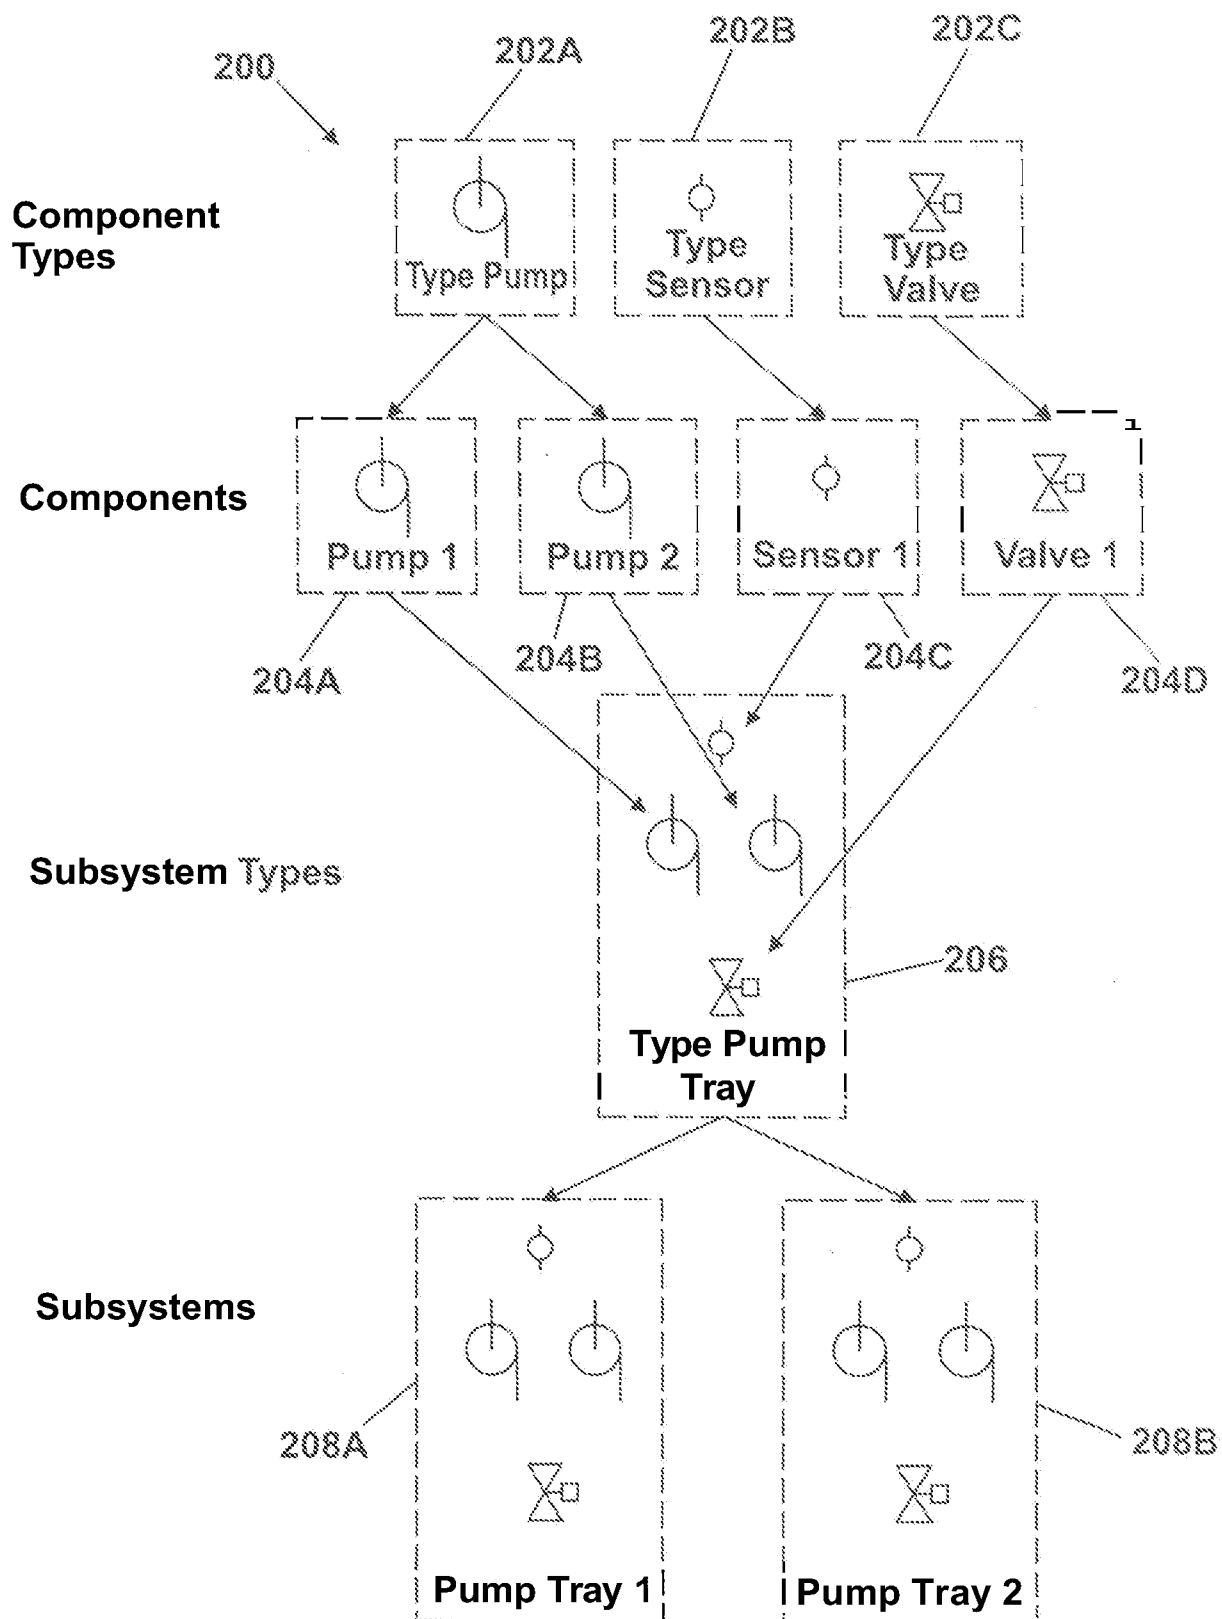 200
202A
202B
202C
Component
Types
Type Pump
Type
Sensor
Type
Valve
Components
Pump 1
Pump 2
Sensor 1
Valve 1
1
204A
204B
204C
204D
Subsystem Types
206
Type Pump
Tray
Subsystems
208A
208B
Pump Tray 1
Pump Tray 2